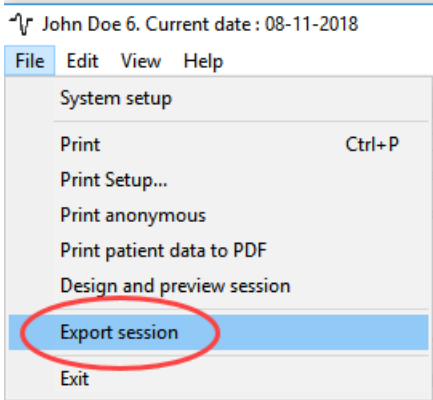 John Doe 6. Current date : 08-11-2018
File Edit View Help
System setup
Print Ctrl+P
Print Setup...
Print anonymous
Print patient data to PDF
Design and preview session
Export session
Exit